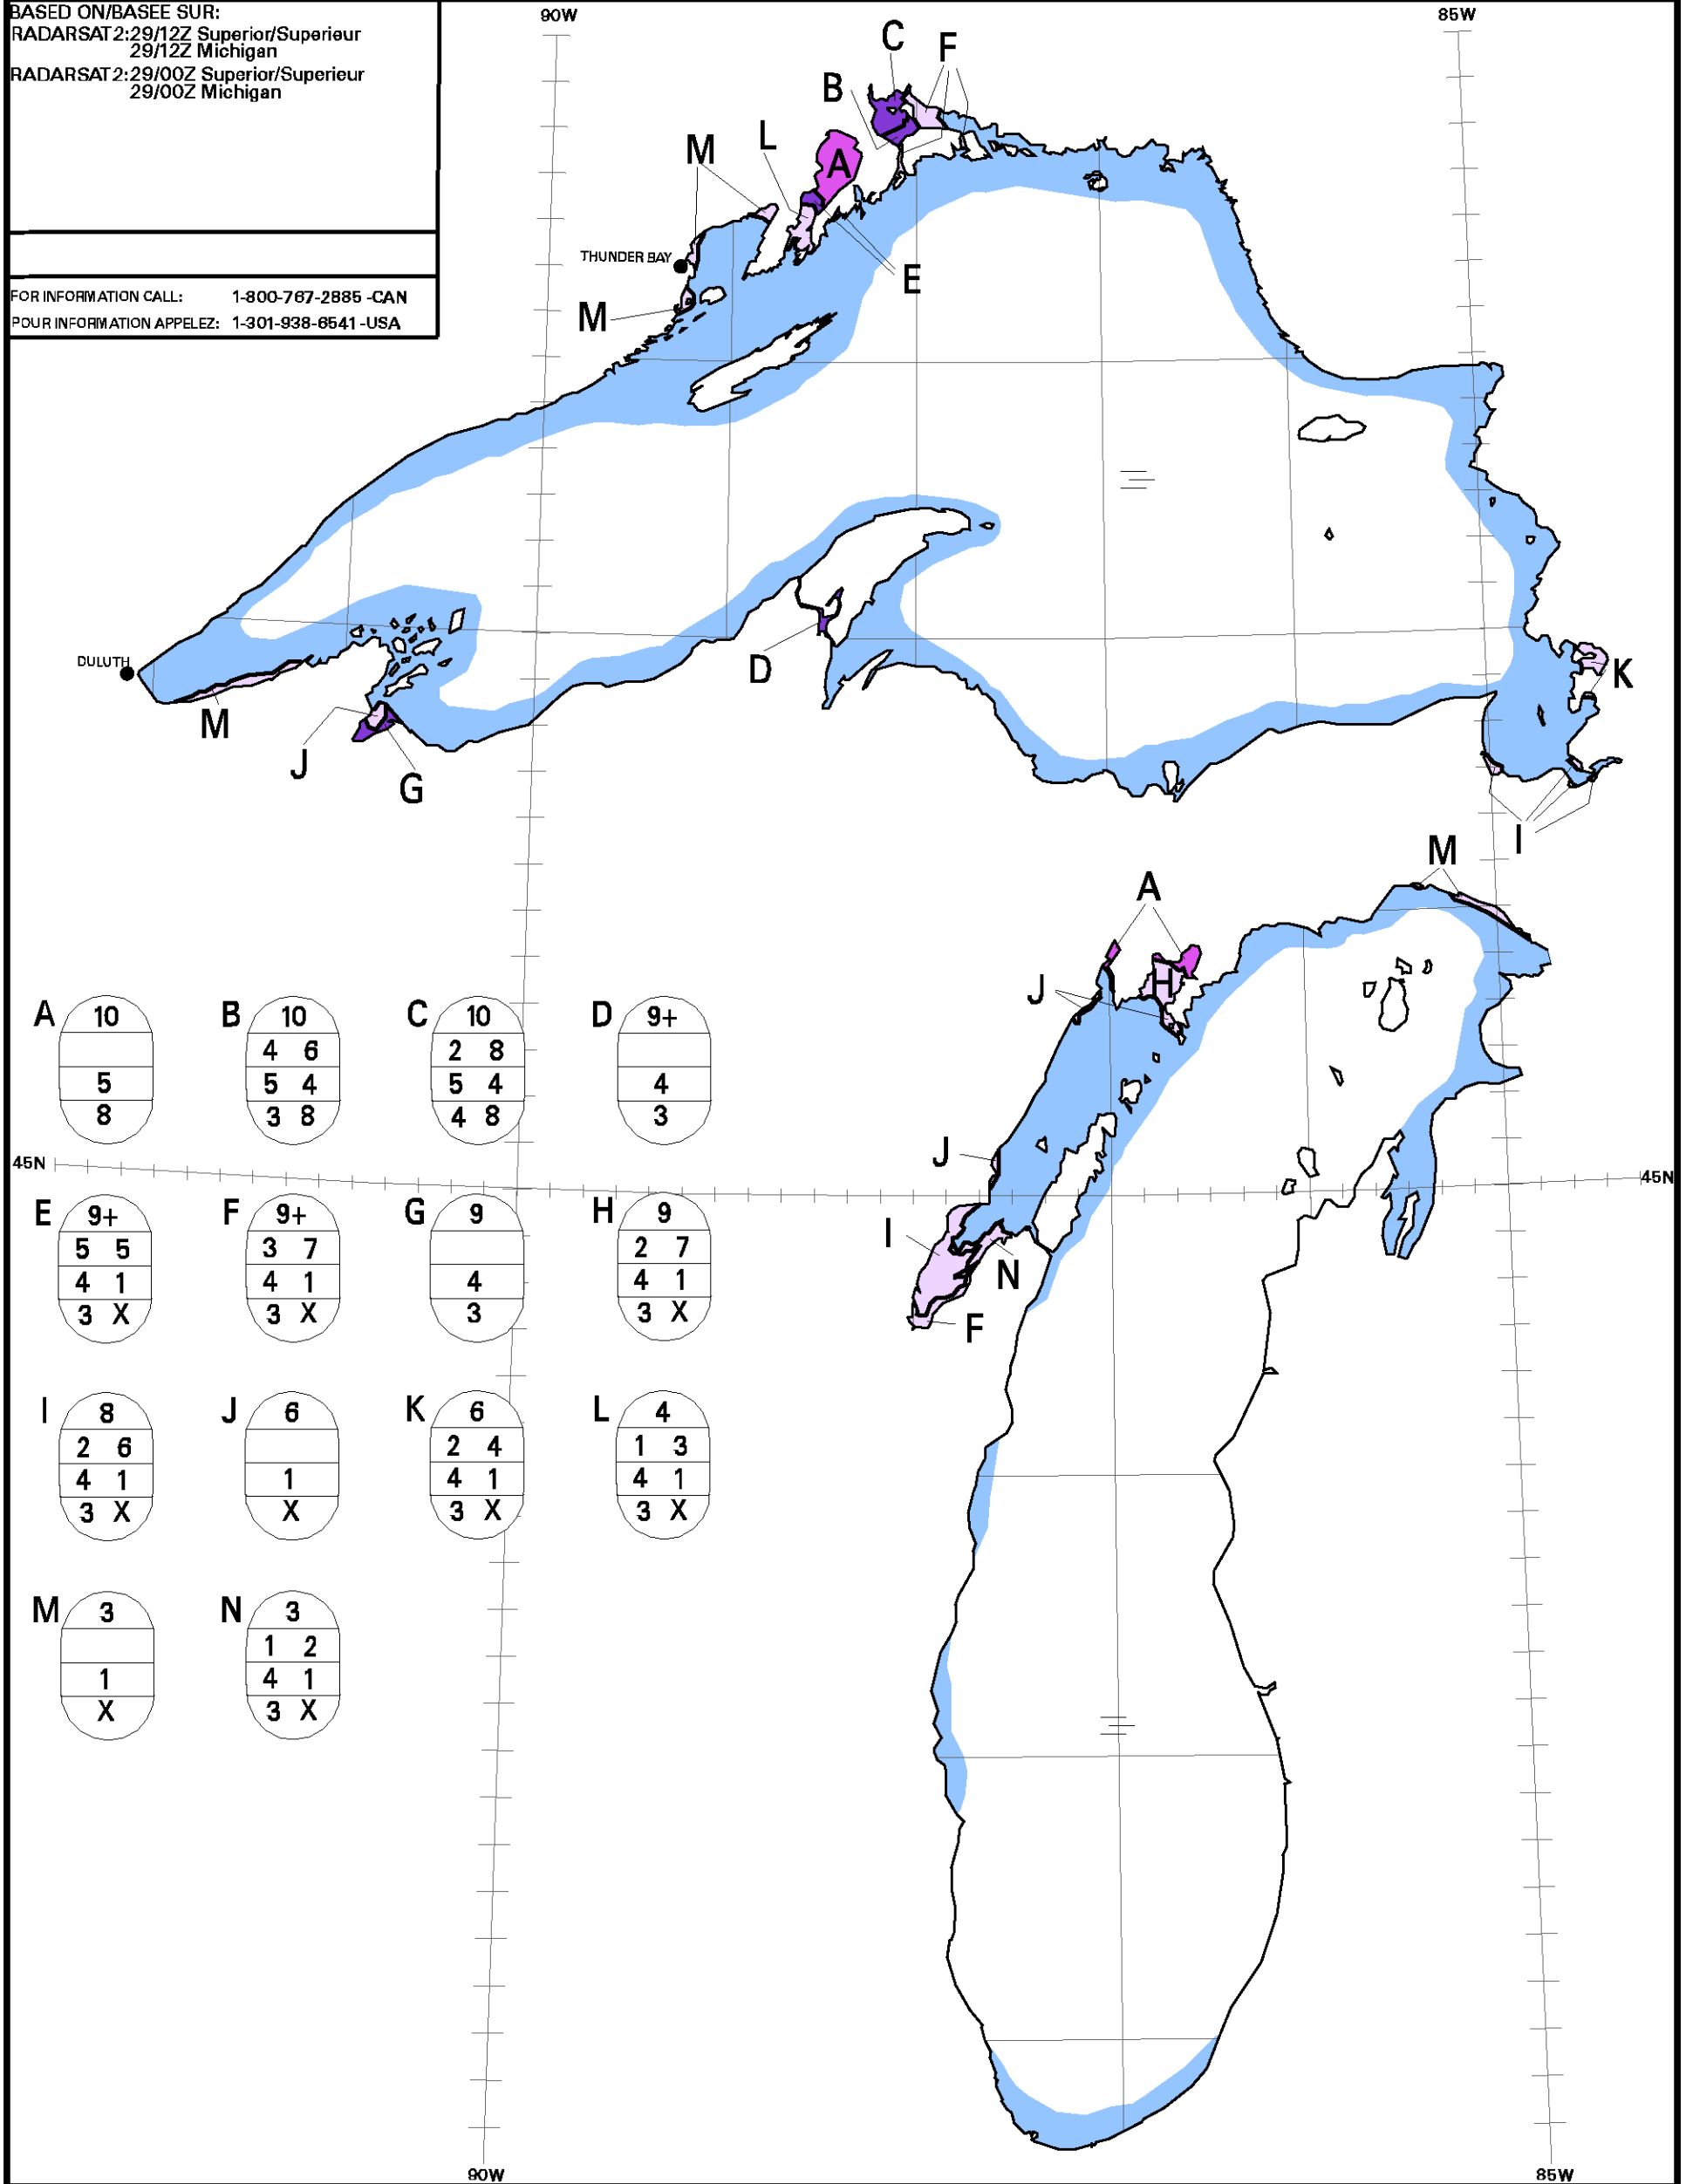 BASED ON/BASEE SUR:
RADARSAT2:29/12Z Superior/Superieur
29/12Z Michigan
RADARSAT2:29/00Z Superior/Superieur
29/00Z Michigan
FOR INFORMATION CALL: 1-800-767-2885 -CAN
POUR INFORMATION APPELEZ: 1-301-938-6541 -USA
90W
85W
C
F
B
L
M
A
THUNDER BAY
E
M
DULUTH
D
K
M
J
G
I
M
A
H
J
J
I
N
F
A 10
5
8
B 10
4 6
5 4
3 8
C 10
2 8
5 4
4 8
D 9+
4
3
45N
45N
E 9+
5 5
4 1
3 X
F 9+
3 7
4 1
3 X
G 9
4
3
H 9
2 7
4 1
3 X
I 8
2 6
4 1
3 X
J 6
1
X
K 6
2 4
4 1
3 X
L 4
1 3
4 1
3 X
M 3
1
X
N 3
1 2
4 1
3 X
90W
85W